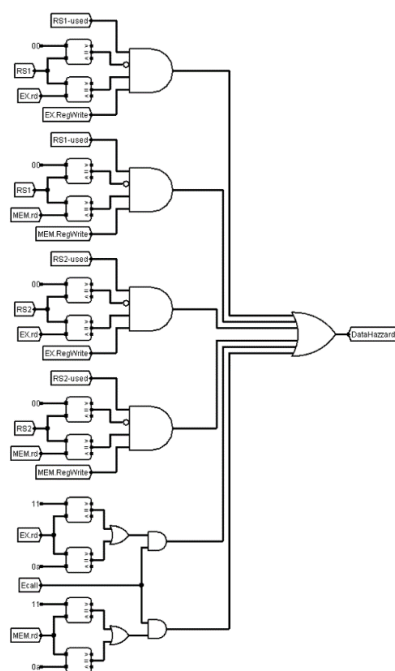 RS1-used
00
RS1
EX.rd
EX.RegWrite
RS1-used
00
RS1
MEM.rd
MEM.RegWrite
RS2-used
00
RS2
EX.rd
EX.RegWrite
DataHazzard
RS2-used
00
RS2
MEM.rd
MEM.RegWrite
11
EX.rd
0a
Ecall
11
MEM.rd
0a